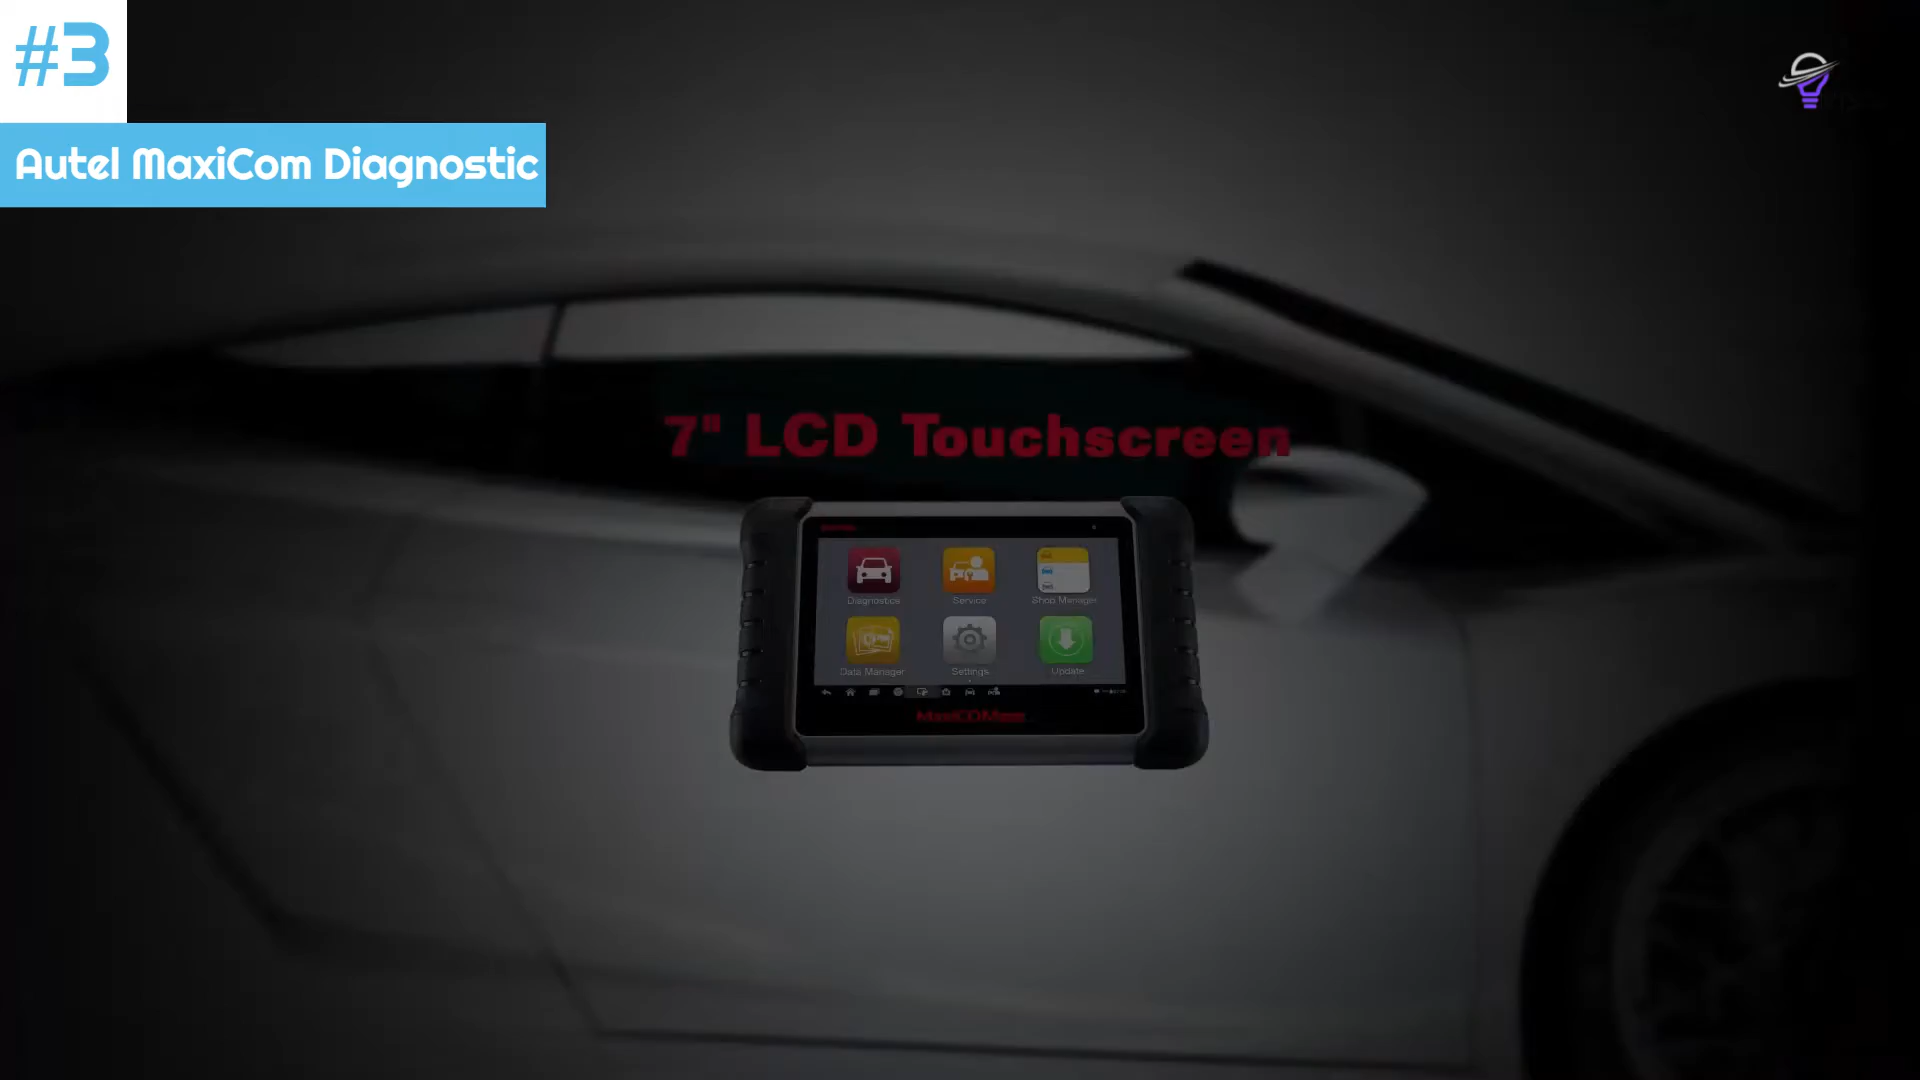 #3
Autel MaxiCom Diagnostic
7" LCD Touchscreen
Diagnostics
Service
Shop Manager
Data Manager
Settings
Update